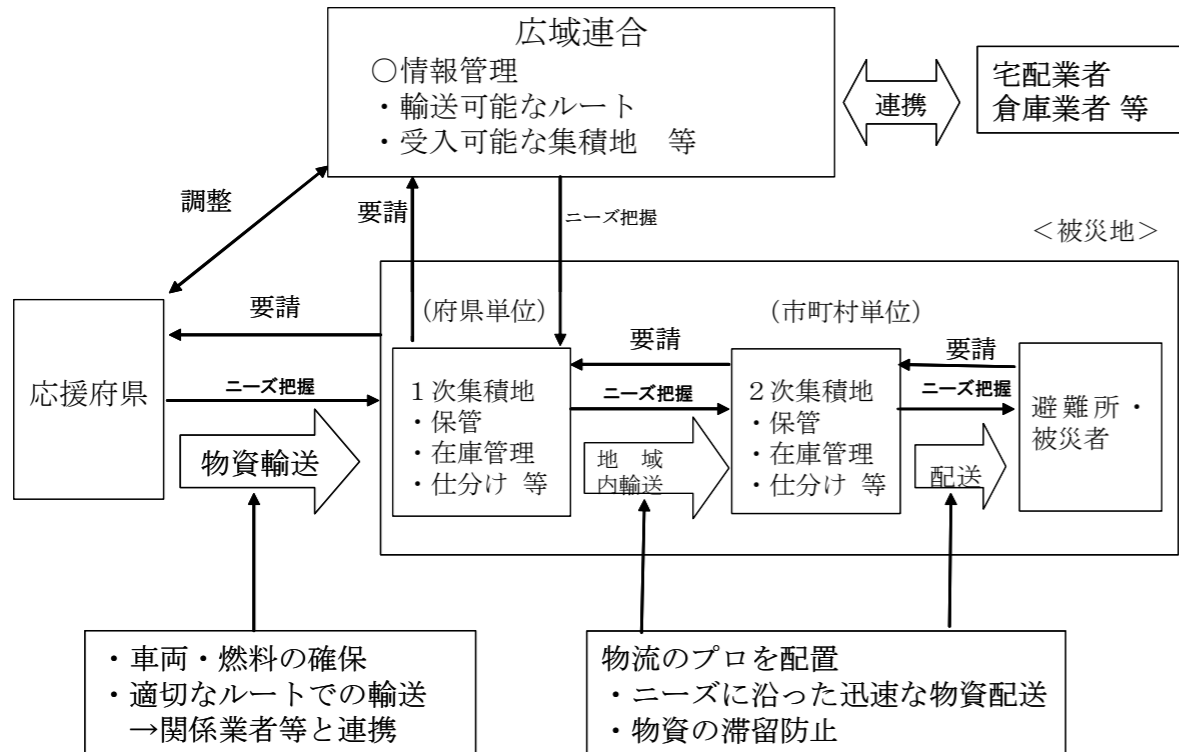 広域連合
○情報管理
・輸送可能なルート
・受入可能な集積地　等
連携
宅配業者
倉庫業者 等
調整
要請
ニーズ把握
＜被災地＞
応援府県
要請
ニーズ把握
物資輸送
(府県単位)
１次集積地
・保管
・在庫管理
・仕分け 等
要請
ニーズ把握
地　域
内輸送
(市町村単位)
２次集積地
・保管
・在庫管理
・仕分け 等
要請
ニーズ把握
配送
避難所・
被災者
・車両・燃料の確保
・適切なルートでの輸送
→関係業者等と連携
物流のプロを配置
・ニーズに沿った迅速な物資配送
・物資の滞留防止